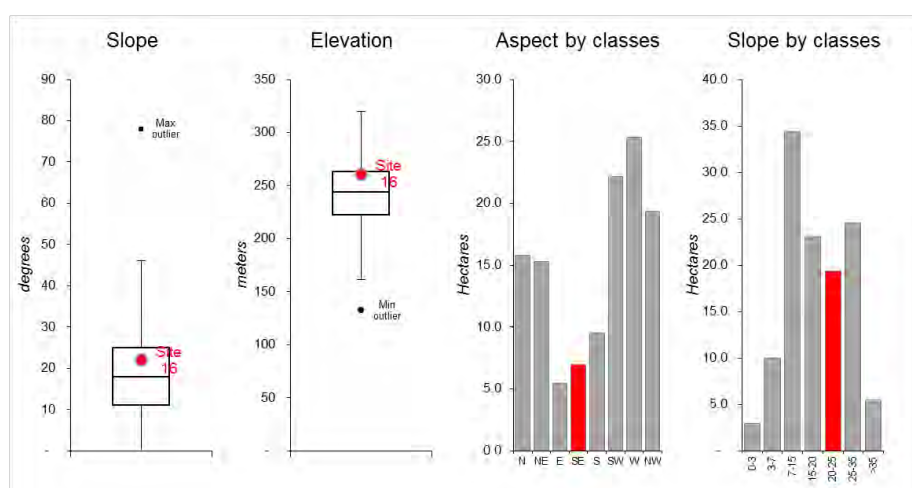 Slope
90
80
70
60
50
40
30
20
10
-
degrees
Max
outlier
Site
16
Elevation
350
300
250
200
150
100
50
-
meters
Site
16
Min
outlier
Aspect by classes
30.0
25.0
20.0
15.0
10.0
5.0
0.0
Hectares
N NE E SE S SW W NW
Slope by classes
40.0
35.0
30.0
25.0
20.0
15.0
10.0
5.0
-
Hectares
0-3 3-7 7-15 15-20 20-25 25-35 >35